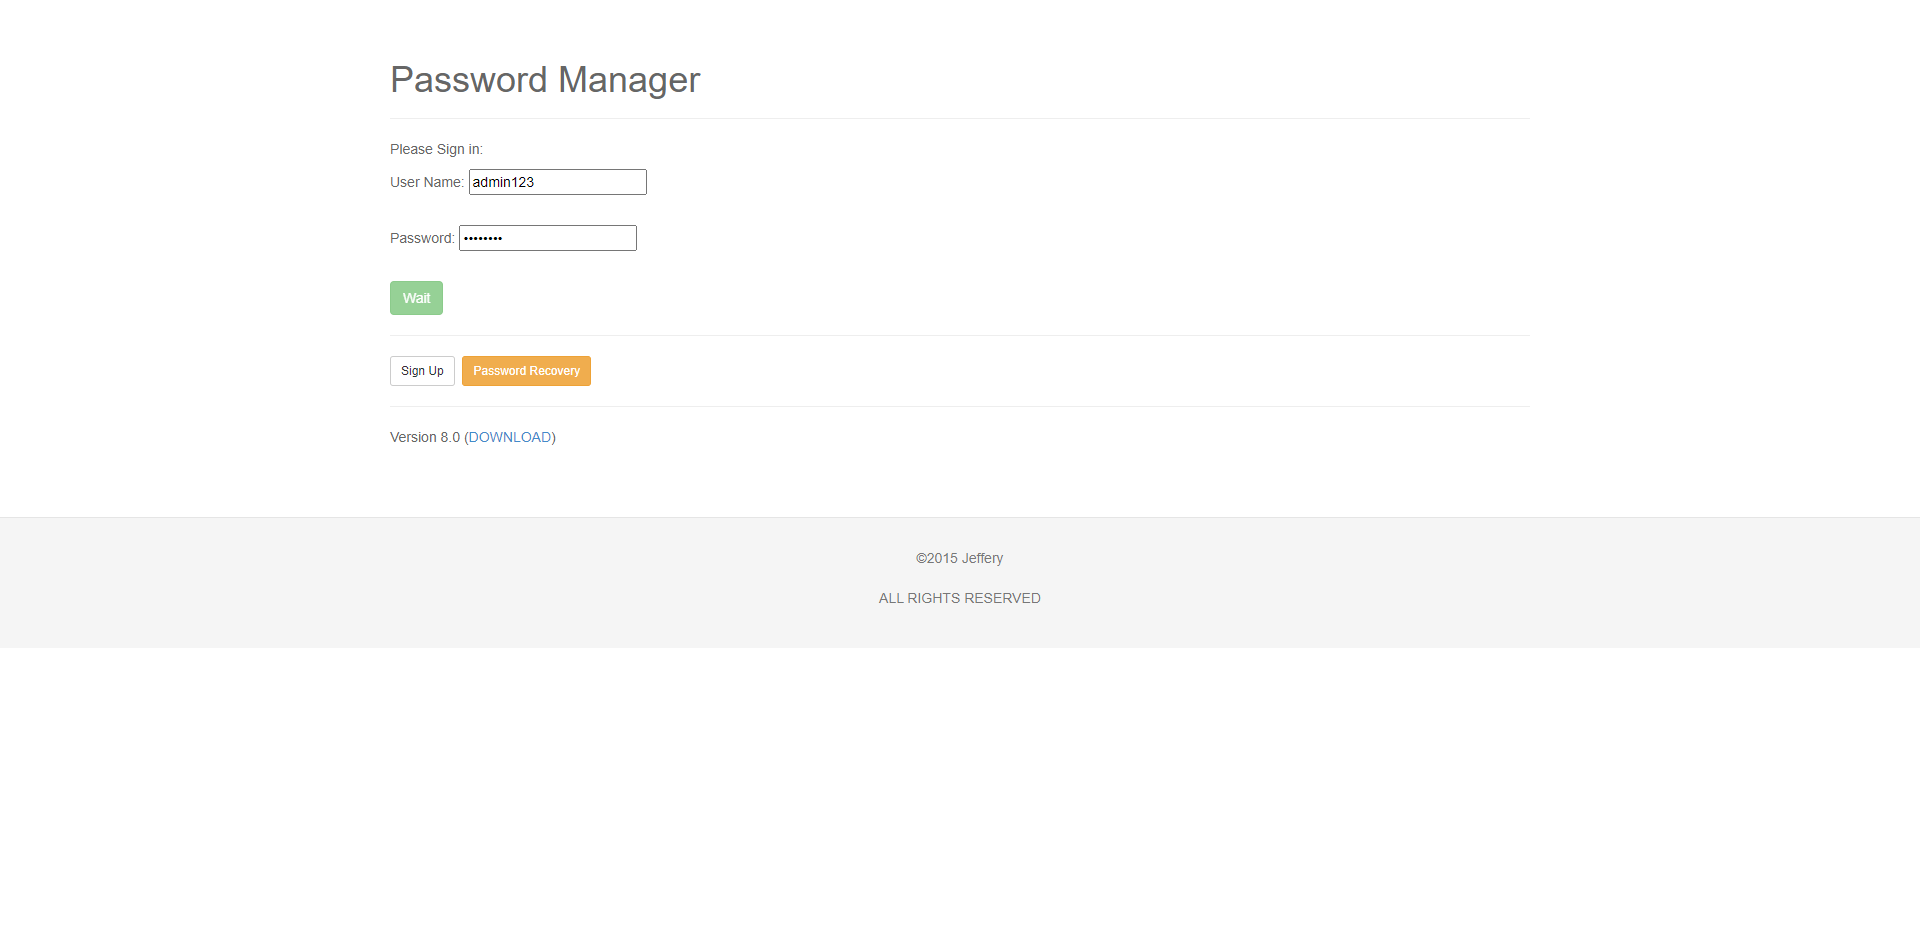 Password Manager
Please Sign in:
User Name: admin123
Password: ••••••••
Wait
Sign Up Password Recovery
Version 8.0 (DOWNLOAD)
©2015 Jeffery
ALL RIGHTS RESERVED